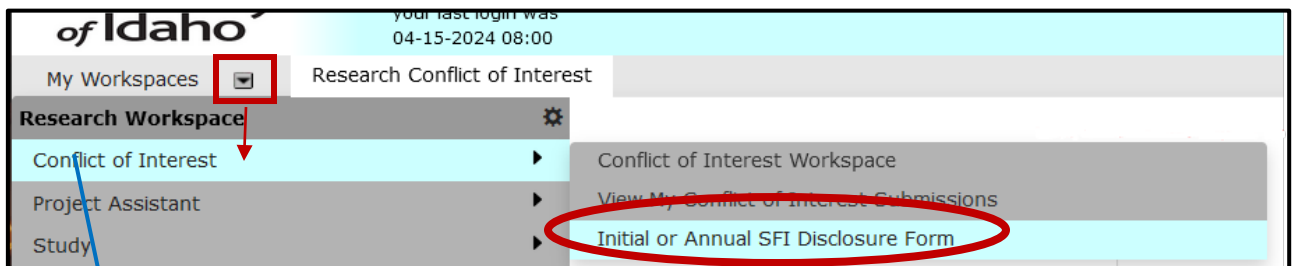 your last login was
of Idaho
04-15-2024 08:00
My Workspaces
Research Conflict of Interest
Research Workspace
Conflict of Interest
Conflict of Interest Workspace
Project Assistant
View My Conflict of Interest Submissions
Study
Initial or Annual SFI Disclosure Form